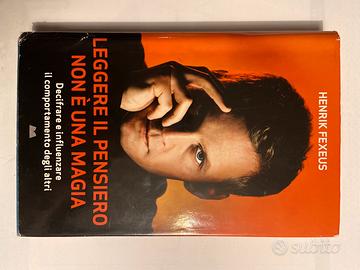 HENRIK FEXEUS
LEGGERE IL PENSIERO
NON È UNA MAGIA
Decifrare e influenzare
il comportamento degli altri
subito